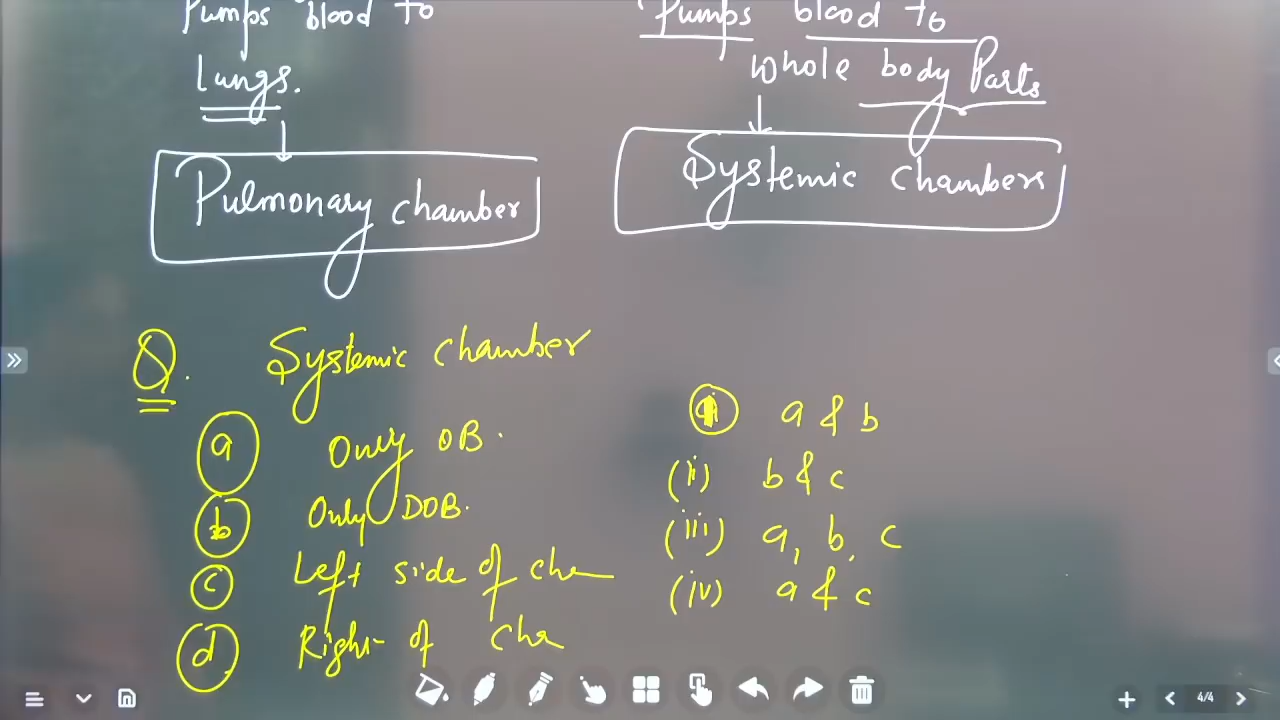 Pumps blood to
lungs.
Pulmonary chamber
Pumps blood to
whole body Parts
Systemic chambers
Q. Systemic chamber
a Only OB.
b Only DOB.
c Left side of cha
d. Right of Cha
a & b
(ii) b & c
(iii) a, b, c
(iv) a & c
4/4